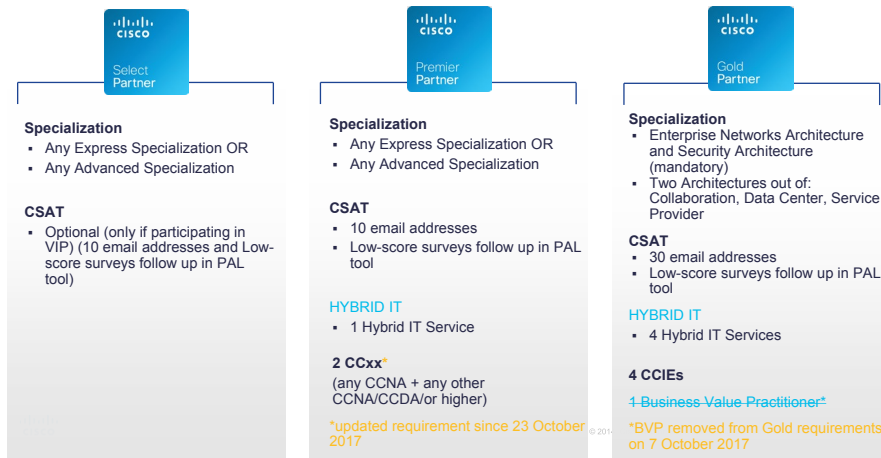 CISCO
Select
Partner
Specialization
▪ Any Express Specialization OR
▪ Any Advanced Specialization
CSAT
▪ Optional (only if participating in
VIP) (10 email addresses and Low-
score surveys follow up in PAL
tool)
CISCO
Premier
Partner
Specialization
▪ Any Express Specialization OR
▪ Any Advanced Specialization
CSAT
▪ 10 email addresses
▪ Low-score surveys follow up in PAL
tool
HYBRID IT
▪ 1 Hybrid IT Service
2 CCxx*
(any CCNA + any other
CCNA/CCDA/or higher)
*updated requirement since 23 October
2017
CISCO
Gold
Partner
Specialization
▪ Enterprise Networks Architecture
and Security Architecture
(mandatory)
▪ Two Architectures out of:
Collaboration, Data Center, Service
Provider
CSAT
▪ 30 email addresses
▪ Low-score surveys follow up in PAL
tool
HYBRID IT
▪ 4 Hybrid IT Services
4 CCIEs
1 Business Value Practitioner*
*BVP removed from Gold requirements
on 7 October 2017